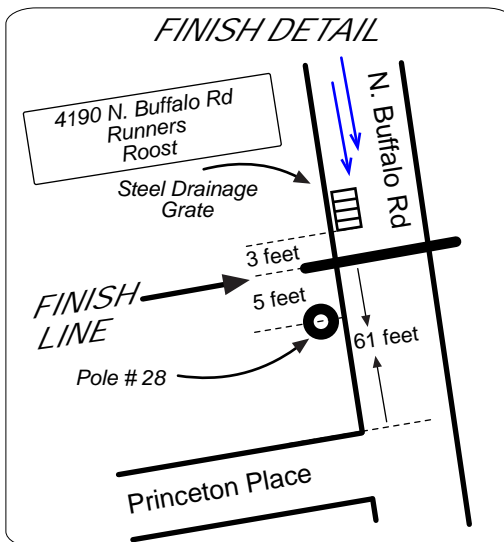 FINISH DETAIL
4190 N. Buffalo Rd
Runners
Roost
N. Buffalo Rd
Steel Drainage
Grate
3 feet
FINISH
LINE
5 feet
61 feet
Pole # 28
Princeton Place